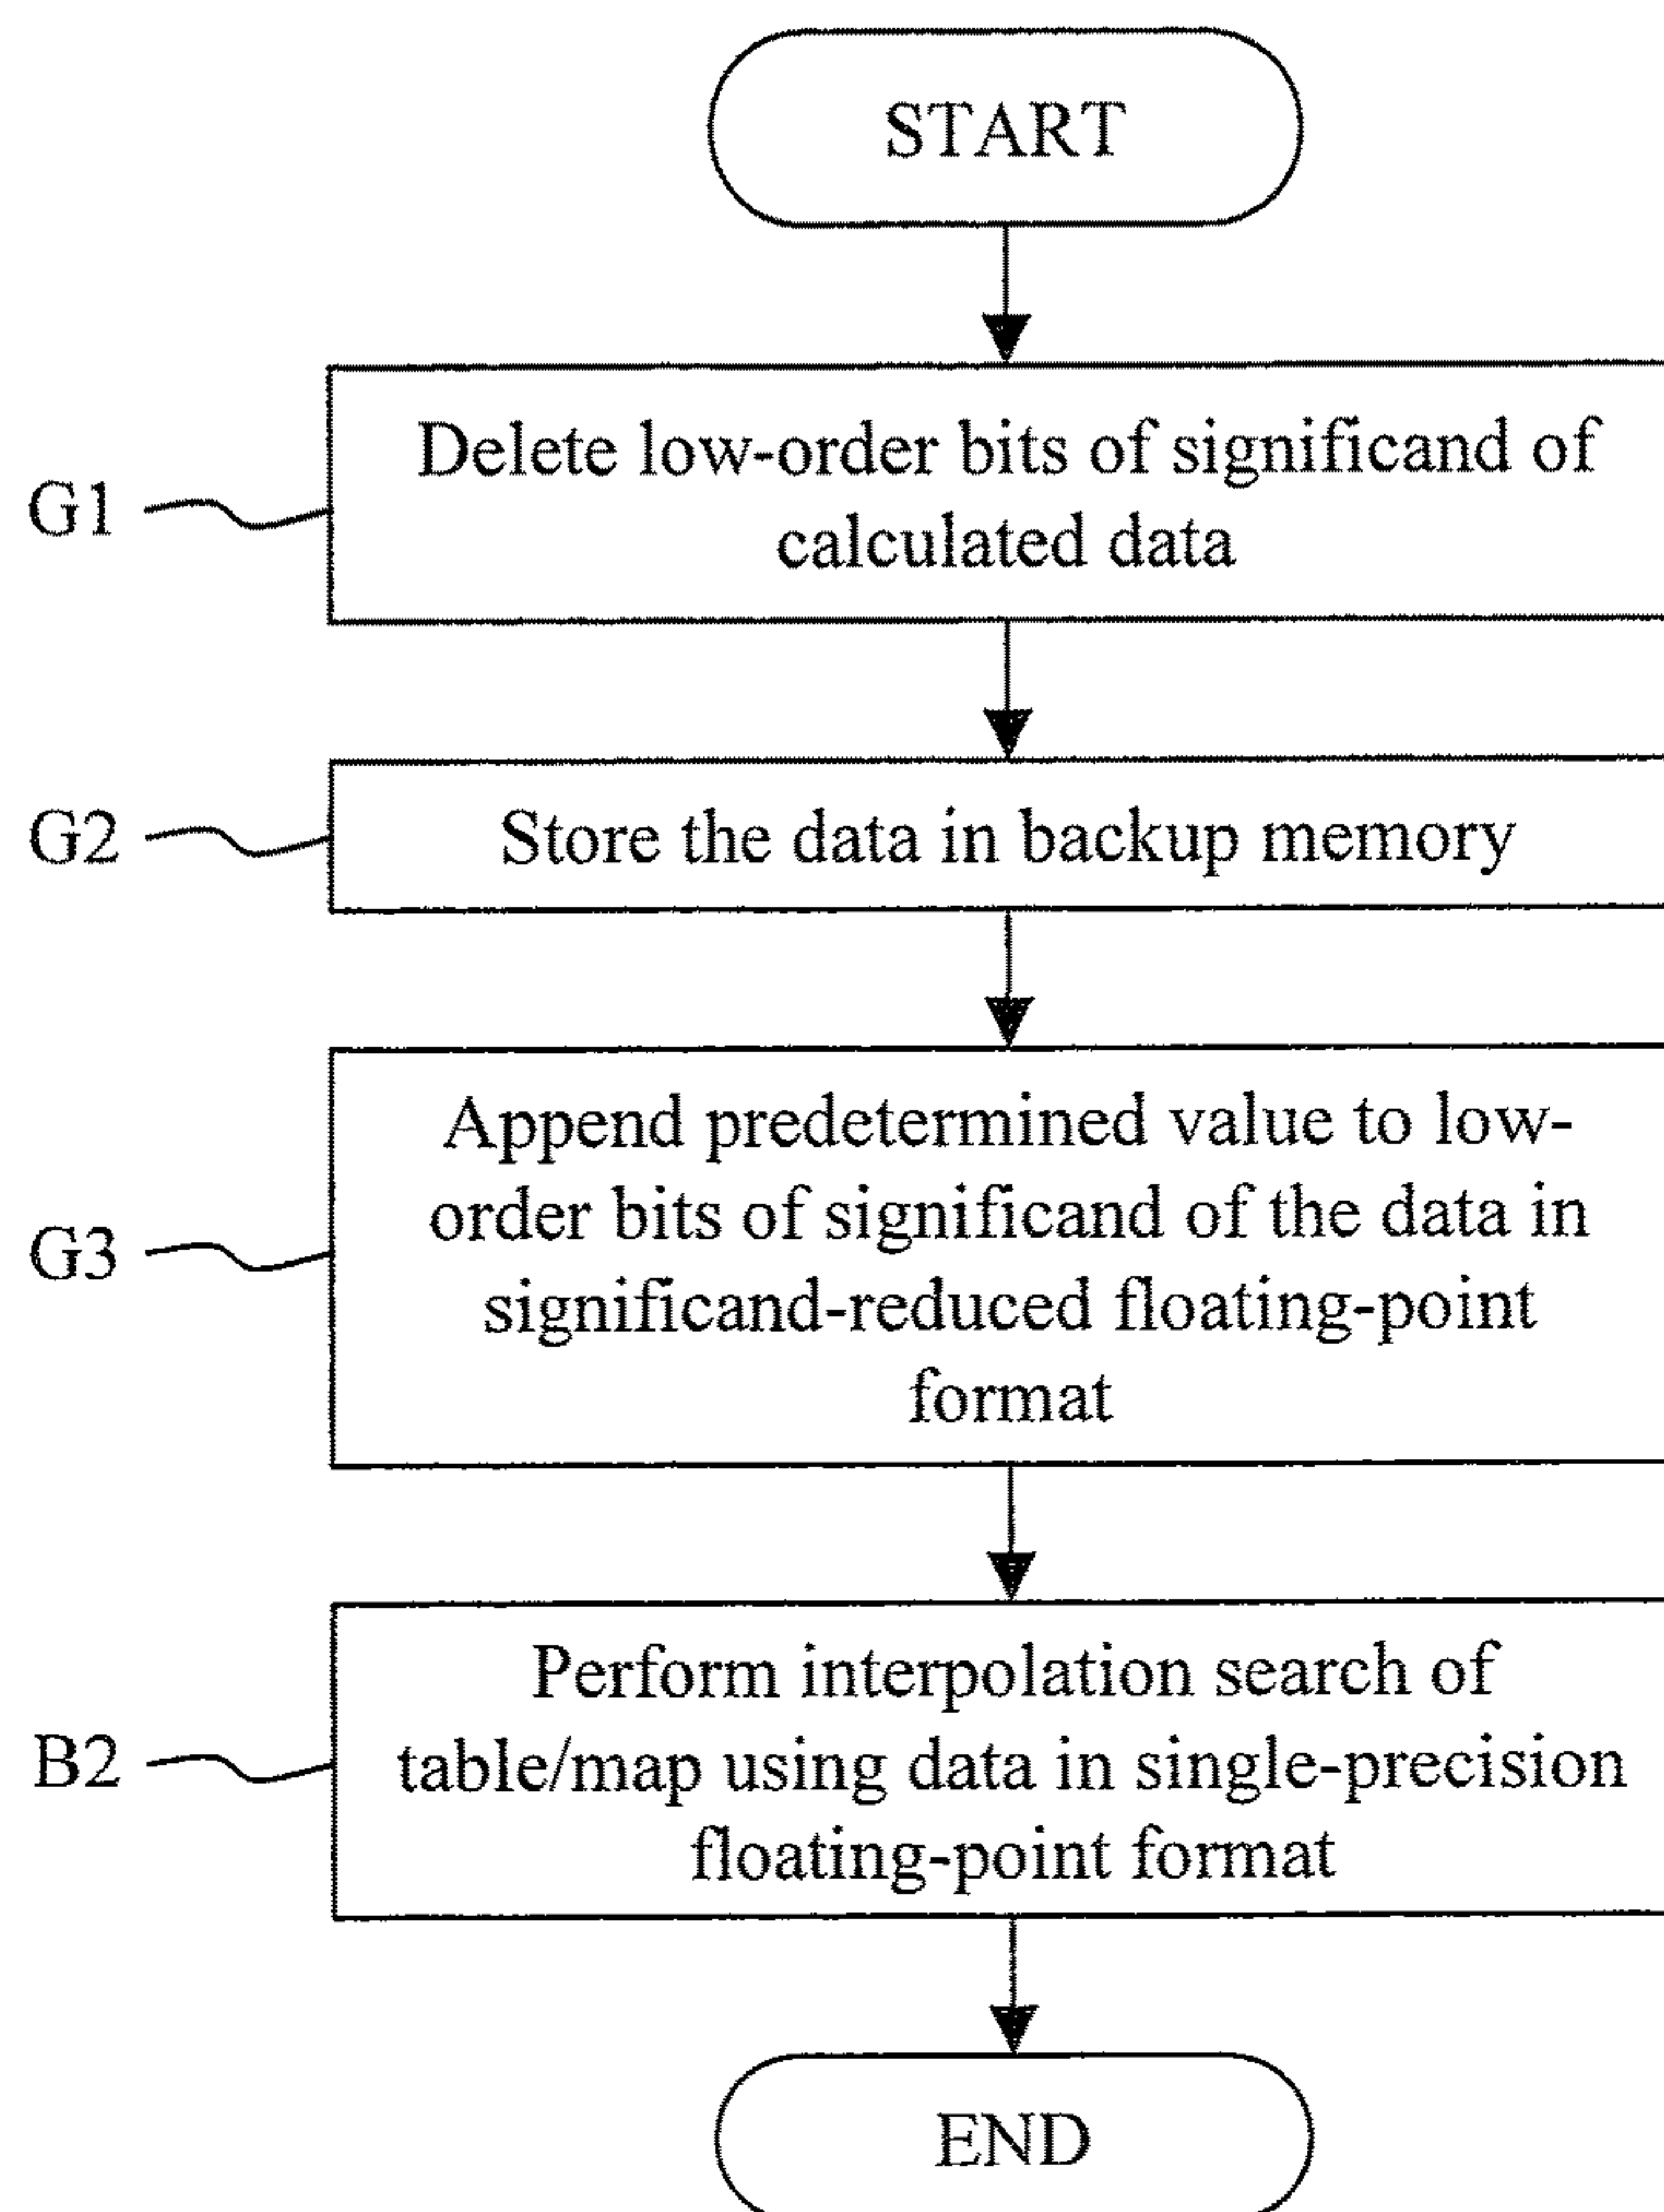 START
Delete low-order bits of significand of
G1
calculated data
G2
Store the data in backup memory
Append predetermined value to low-
order bits of significand of the data in
G3
significand-reduced floating-point
format
Perform interpolation search of
B2
table/map using data in single-precision
floating-point format
END